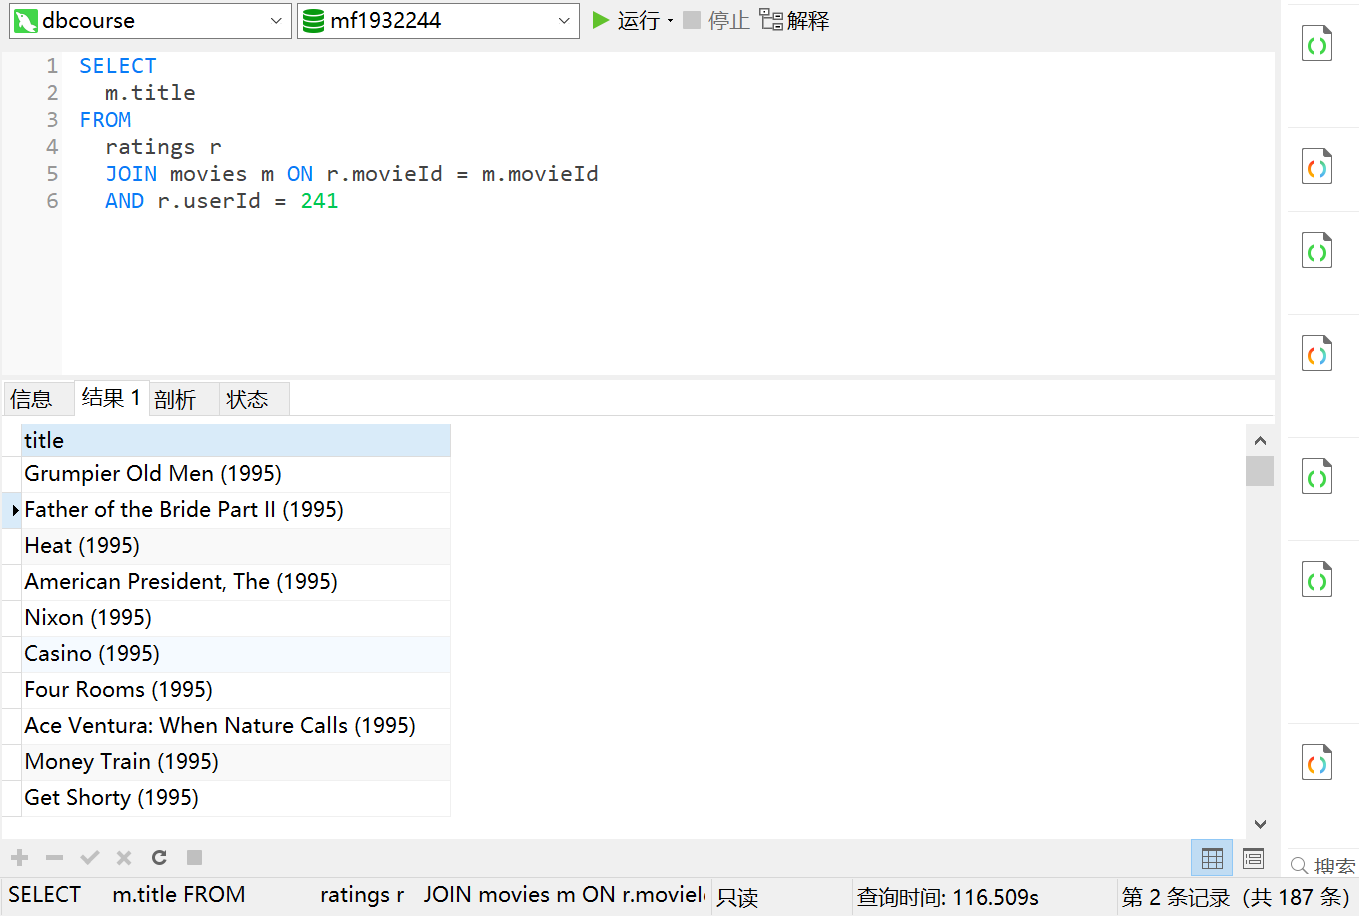 dbcourse mf1932244 运行 停止 解释
1 SELECT
2 m.title
3 FROM
4 ratings r
5 JOIN movies m ON r.movieId = m.movieId
6 AND r.userId = 241
信息 结果 1 剖析 状态
title
Grumpier Old Men (1995)
Father of the Bride Part II (1995)
Heat (1995)
American President, The (1995)
Nixon (1995)
Casino (1995)
Four Rooms (1995)
Ace Ventura: When Nature Calls (1995)
Money Train (1995)
Get Shorty (1995)
搜索
SELECT m.title FROM ratings r JOIN movies m ON r.movieI 只读 查询时间: 116.509s 第 2 条记录 (共 187 条)